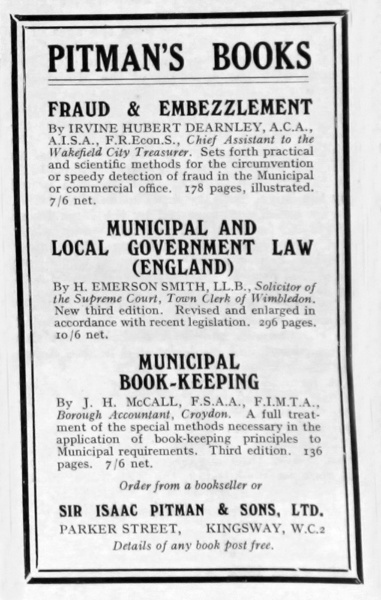 PITMAN'S BOOKS
FRAUD & EMBEZZLEMENT
By IRVINE HUBERT DEARNLEY, A.C.A.,
A.I.S.A., F.R.Econ.S., Chief Assistant to the
Wakefield City Treasurer. Sets forth practical
and scientific methods for the circumvention
or speedy detection of fraud in the Municipal
or commercial office. 178 pages, illustrated.
7/6 net.
MUNICIPAL AND
LOCAL GOVERNMENT LAW
(ENGLAND)
By H. EMERSON SMITH, LL.B., Solicitor of
the Supreme Court, Town Clerk of Wimbledon.
New third edition. Revised and enlarged in
accordance with recent legislation. 296 pages.
10/6 net.
MUNICIPAL
BOOK-KEEPING
By J. H. McCALL, F.S.A.A., F.I.M.T.A.,
Borough Accountant, Croydon. A full treat-
ment of the special methods necessary in the
application of book-keeping principles to
Municipal requirements. Third edition. 136
pages. 7/6 net.
Order from a bookseller or
SIR ISAAC PITMAN & SONS, LTD.
PARKER STREET, KINGSWAY, W.C.2
Details of any book post free.